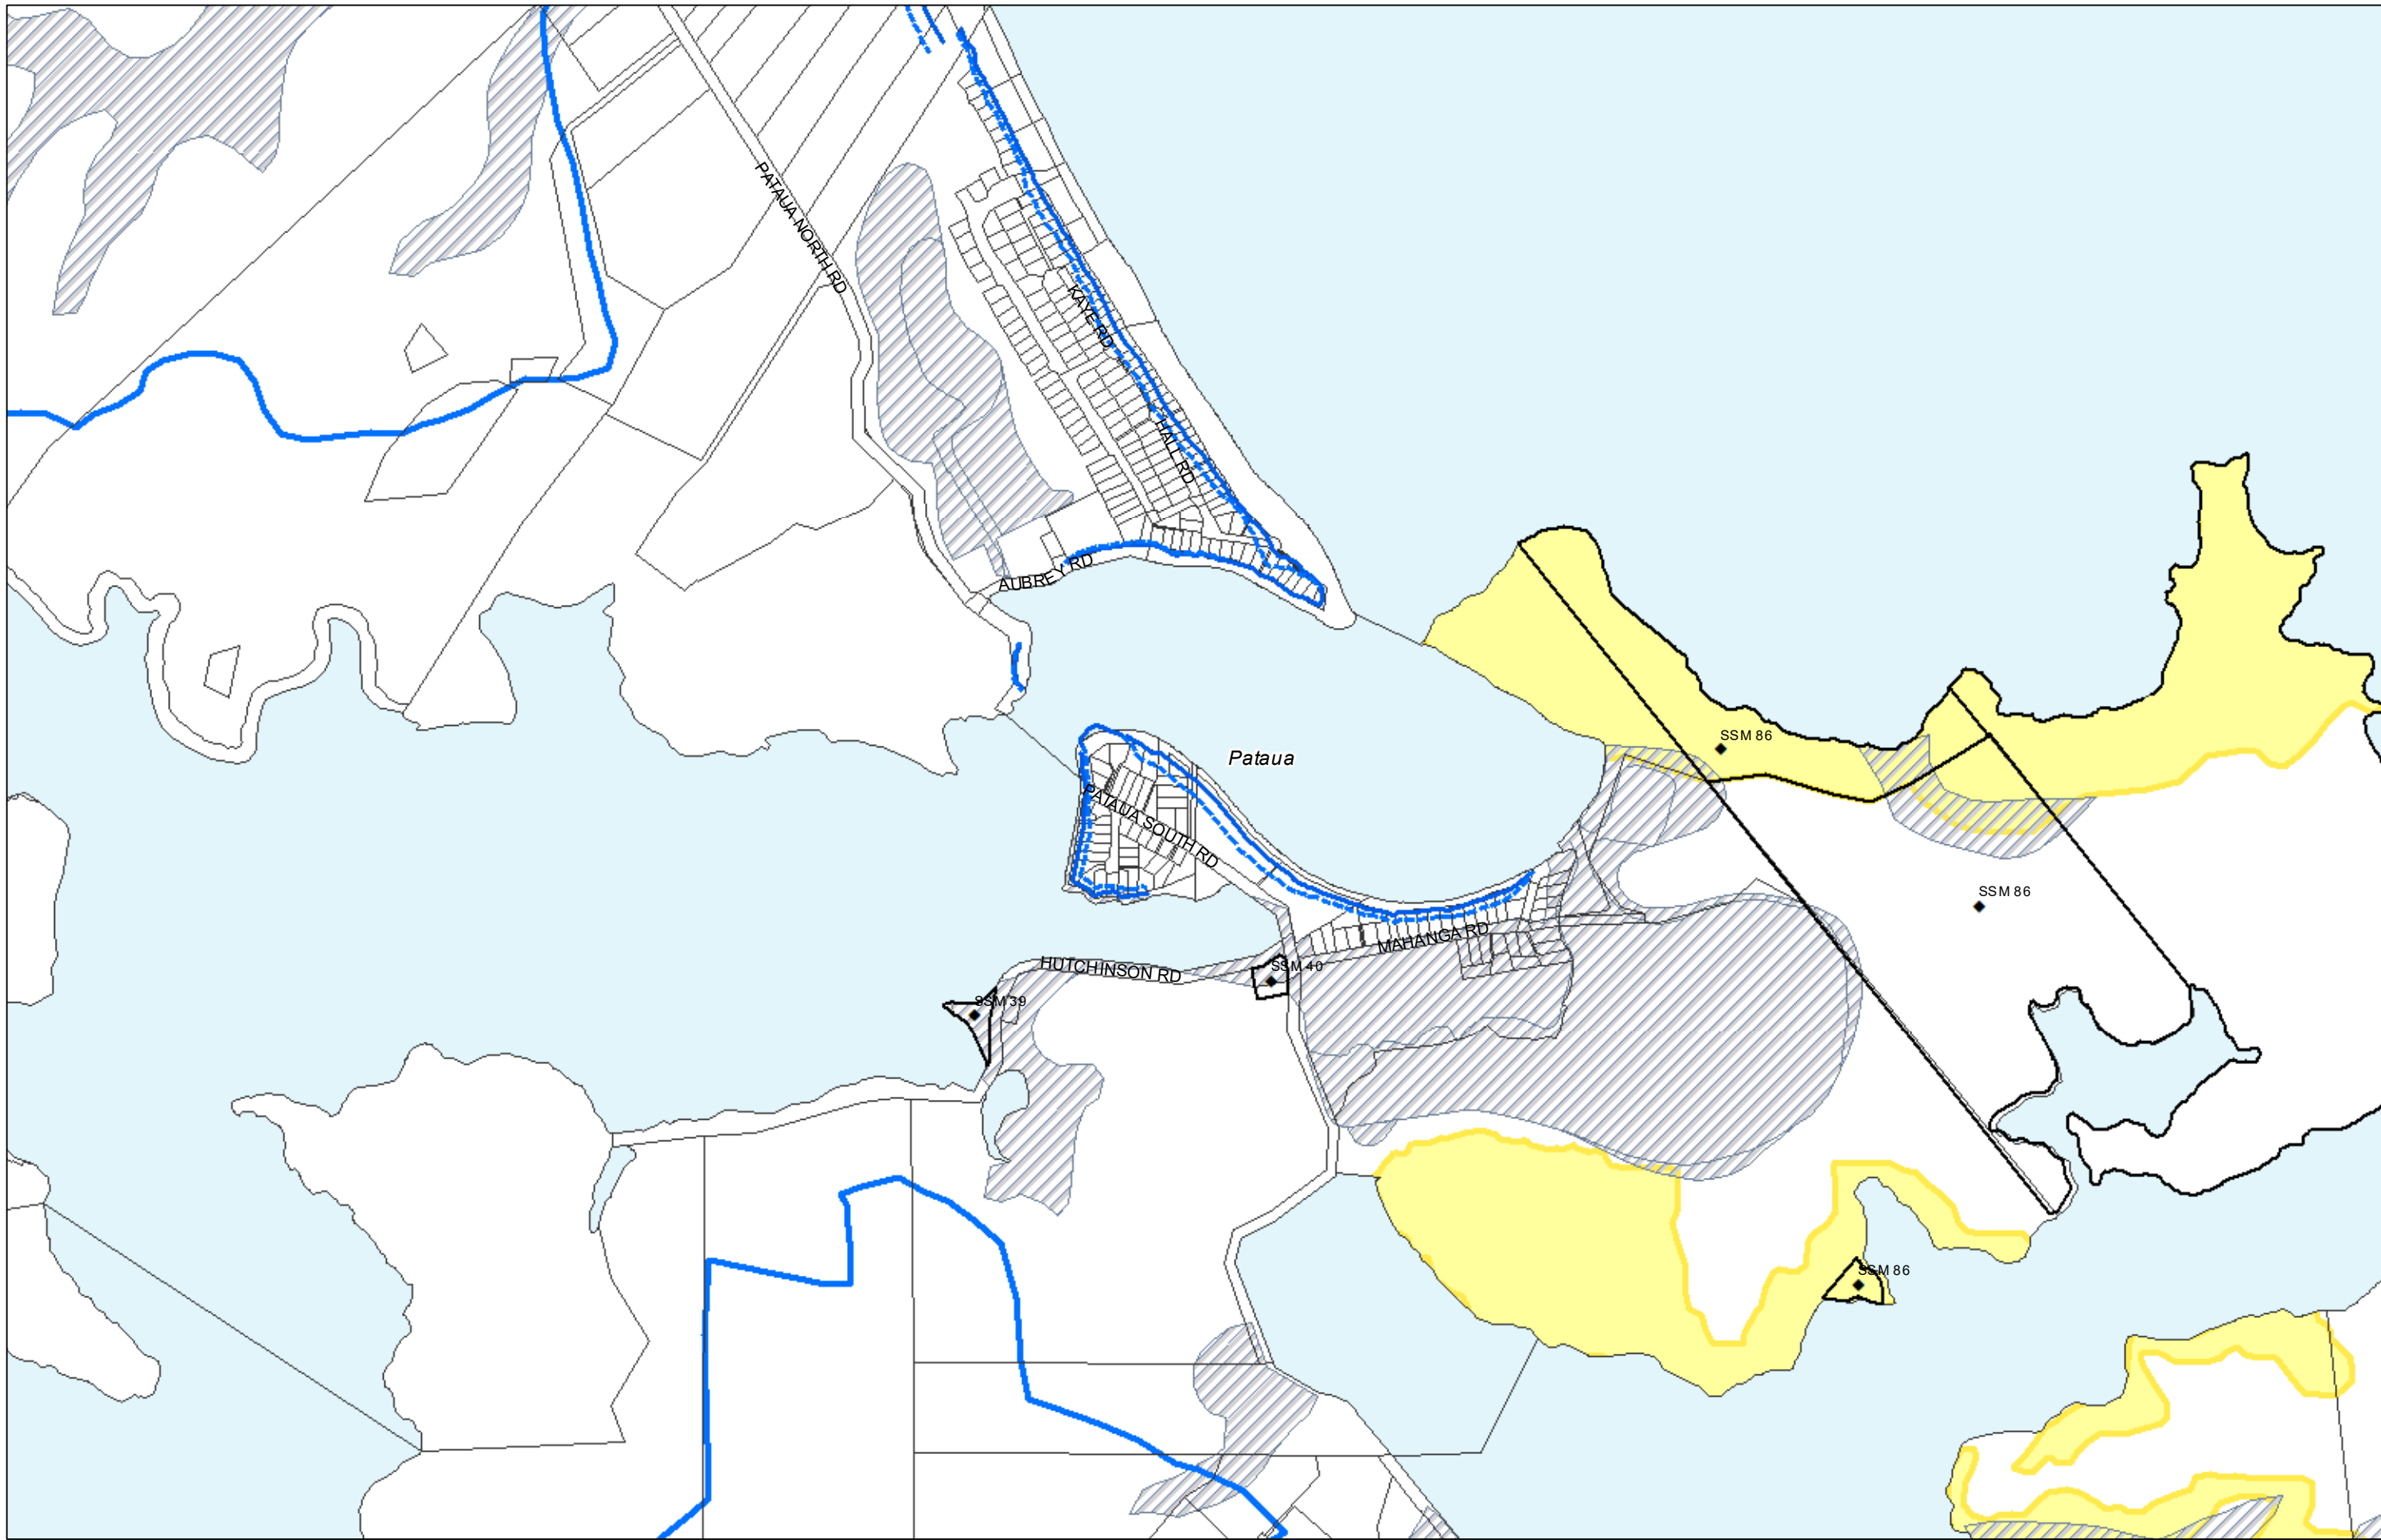 PATAUA NORTH RD
KAYE RD
HALL RD
AUBREY RD
Pataua
SSM 86
PATAUA SOUTH RD
SSM 86
MAHANGA RD
HUTCHINSON RD
SSM 40
SSM 39
SSM 86